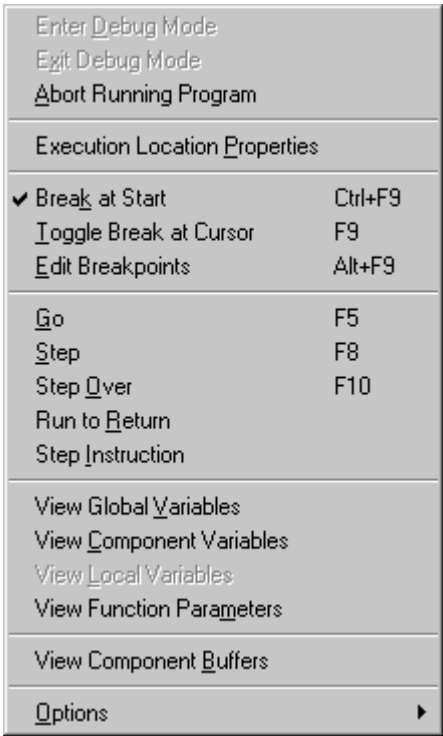 Enter Debug Mode
Exit Debug Mode
Abort Running Program
Execution Location Properties
Break at Start Ctrl+F9
Toggle Break at Cursor F9
Edit Breakpoints Alt+F9
Go F5
Step F8
Step Over F10
Run to Return
Step Instruction
View Global Variables
View Component Variables
View Local Variables
View Function Parameters
View Component Buffers
Options